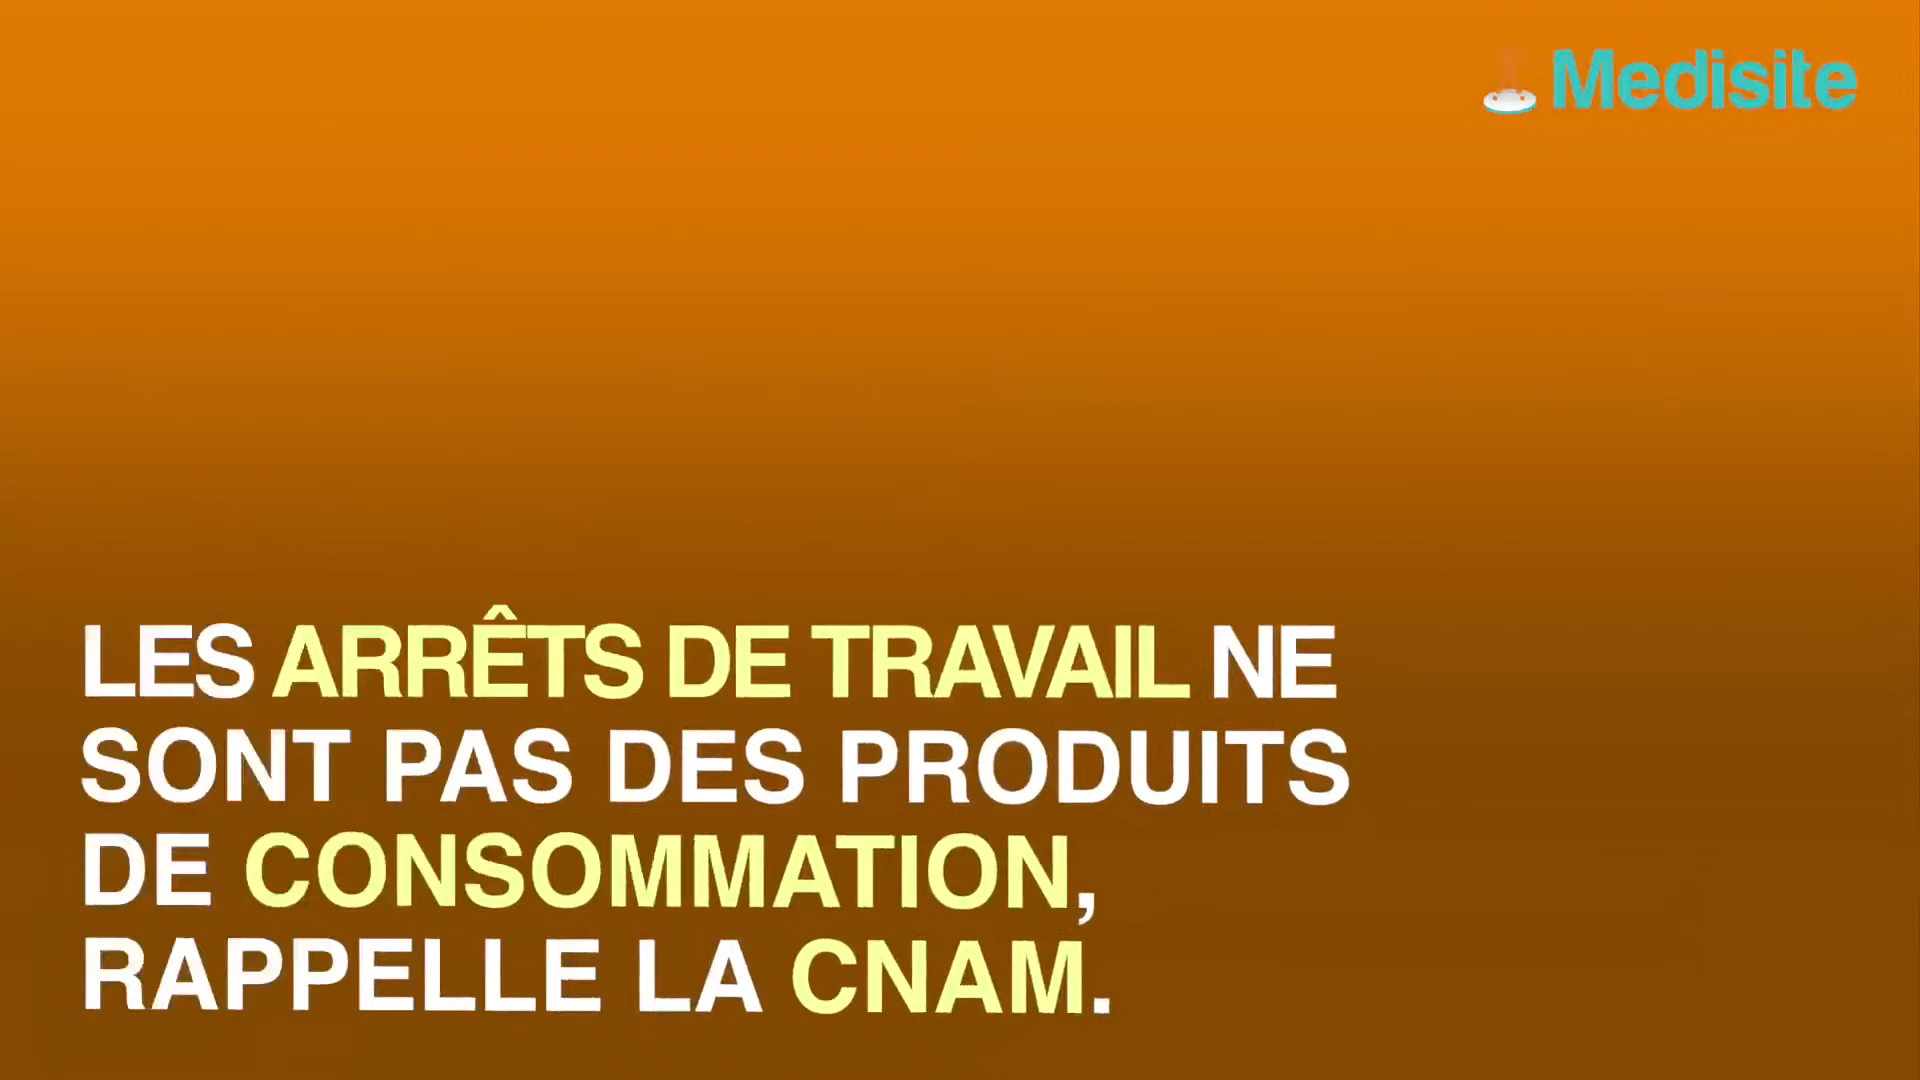 Medisite
LES ARRÊTS DE TRAVAIL NE
SONT PAS DES PRODUITS
DE CONSOMMATION,
RAPPELLE LA CNAM.